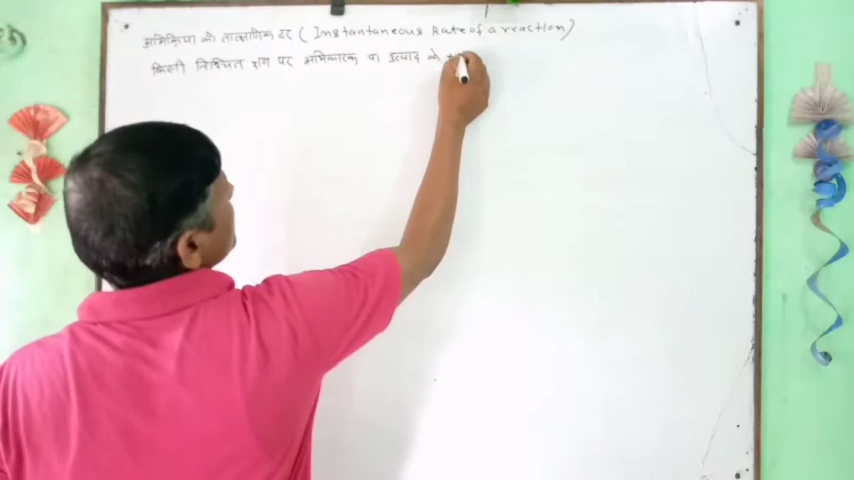 अभिक्रिया की तात्क्षणिक दर ( Instantaneous Rate of a reaction )
किसी निश्चित क्षण पर अभिकारक या उत्पाद के